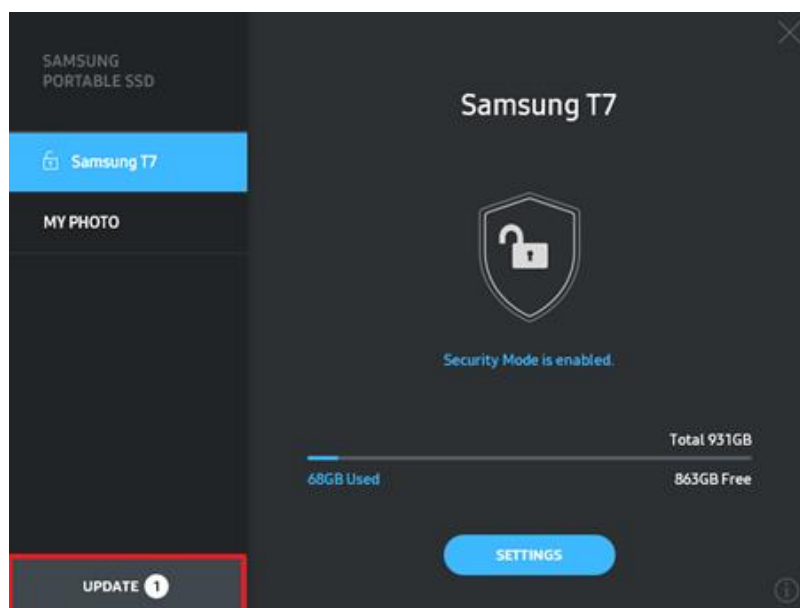 SAMSUNG
PORTABLE SSD
Samsung T7
MY PHOTO
UPDATE 1
Samsung T7
Security Mode is enabled.
Total 931GB
68GB Used
863GB Free
SETTINGS